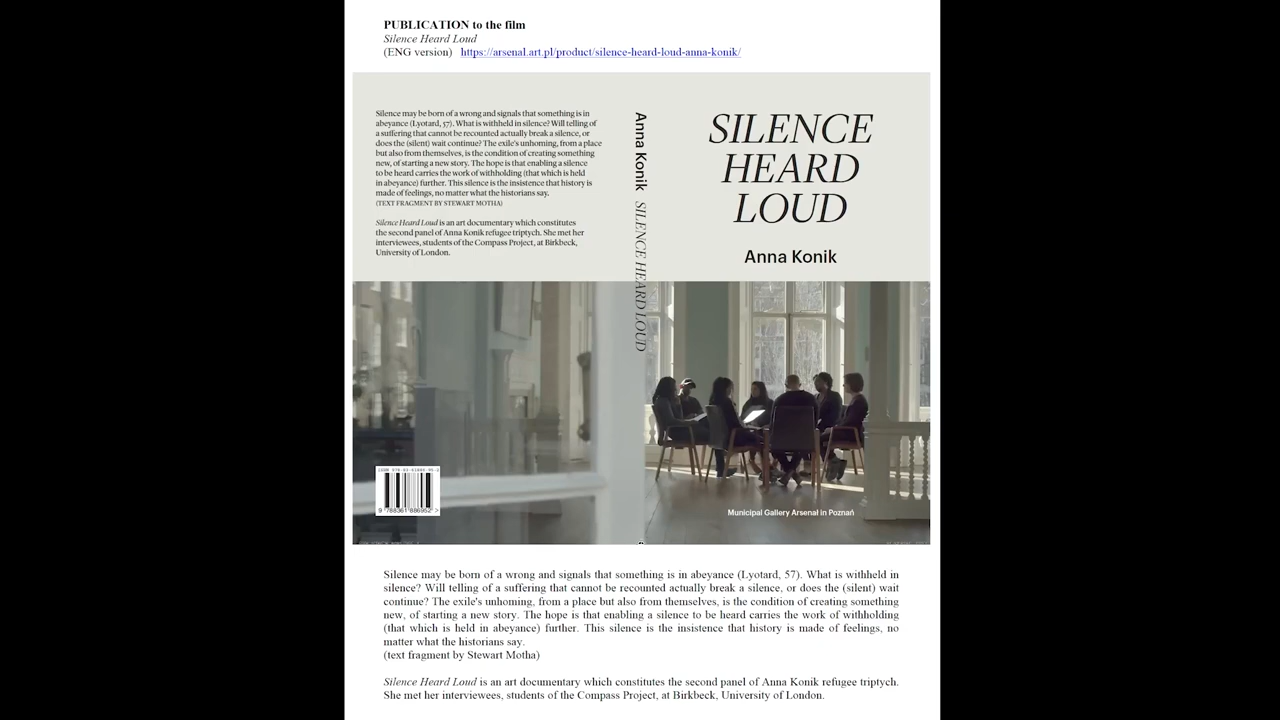 PUBLICATION to the film
Silence Heard Loud
(ENG version) https://arsenal.art.pl/product/silence-heard-loud-anna-konik/
Silence may be born of a wrong and signals that something is in
abeyance (Lyotard, 57). What is withheld in silence? Will telling of
a suffering that cannot be recounted actually break a silence, or
does the (silent) wait continue? The exile's unhoming, from a place
but also from themselves, is the condition of creating something
new, of starting a new story. The hope is that enabling a silence
to be heard carries the work of withholding (that which is held
in abeyance) further. This silence is the insistence that history is
made of feelings, no matter what the historians say.
(TEXT FRAGMENT BY STEWART MOTHA)
Silence Heard Loud is an art documentary which constitutes
the second panel of Anna Konik refugee triptych. She met her
interviewees, students of the Compass Project, at Birkbeck,
University of London.
Anna Konik SILENCE HEARD LOUD
SILENCE
HEARD
LOUD
Anna Konik
9 788361 886952 >
Municipal Gallery Arsenał in Poznań
Silence may be born of a wrong and signals that something is in abeyance (Lyotard, 57). What is withheld in
silence? Will telling of a suffering that cannot be recounted actually break a silence, or does the (silent) wait
continue? The exile's unhoming, from a place but also from themselves, is the condition of creating something
new, of starting a new story. The hope is that enabling a silence to be heard carries the work of withholding
(that which is held in abeyance) further. This silence is the insistence that history is made of feelings, no
matter what the historians say.
(text fragment by Stewart Motha)
Silence Heard Loud is an art documentary which constitutes the second panel of Anna Konik refugee triptych.
She met her interviewees, students of the Compass Project, at Birkbeck, University of London.